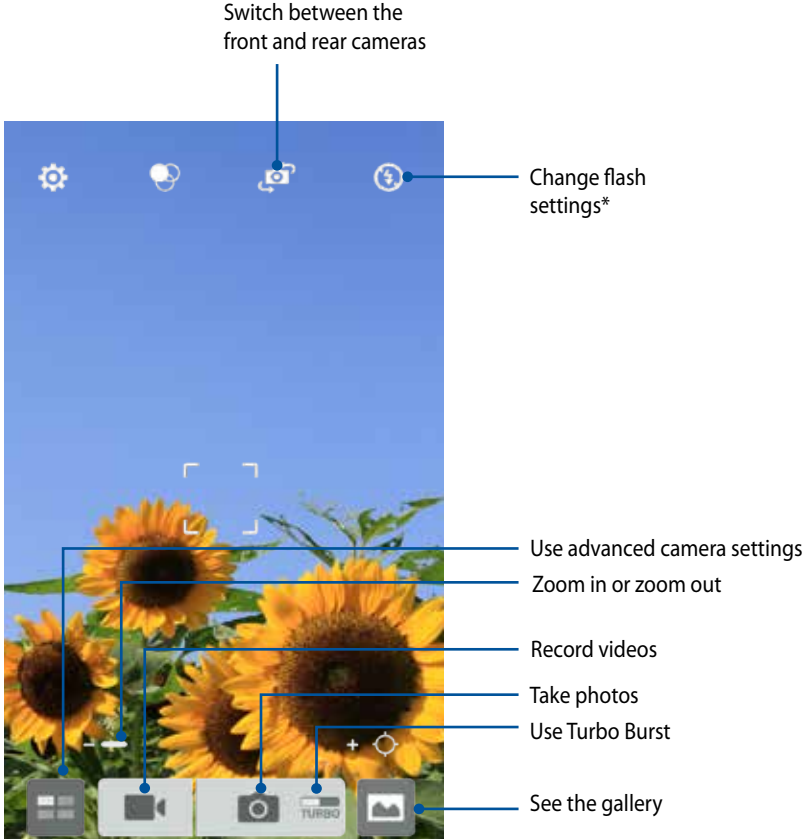 Switch between the
front and rear cameras
Change flash
settings*
Use advanced camera settings
Zoom in or zoom out
Record videos
Take photos
Use Turbo Burst
TURBO
See the gallery